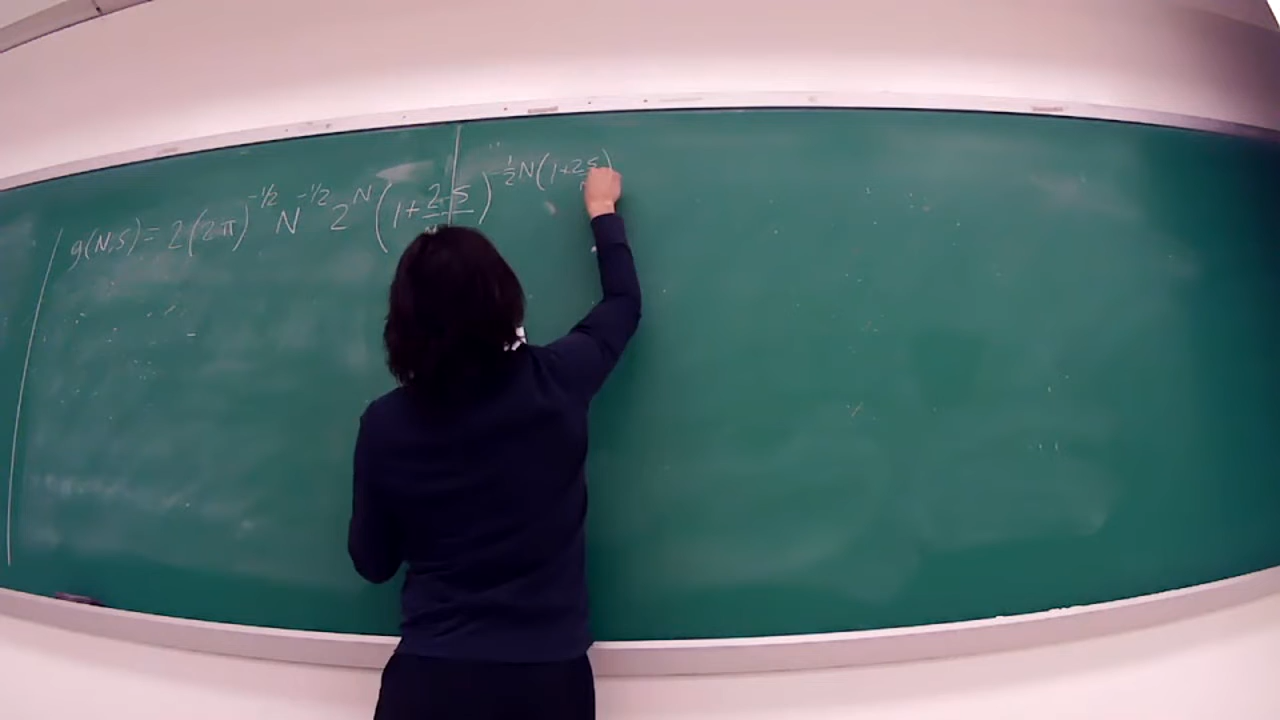 g(N,s) = 2(2π)^{-1/2} N^{-1/2} 2^N (1+2s/N)^{-1/2 N(1+2s/N)}